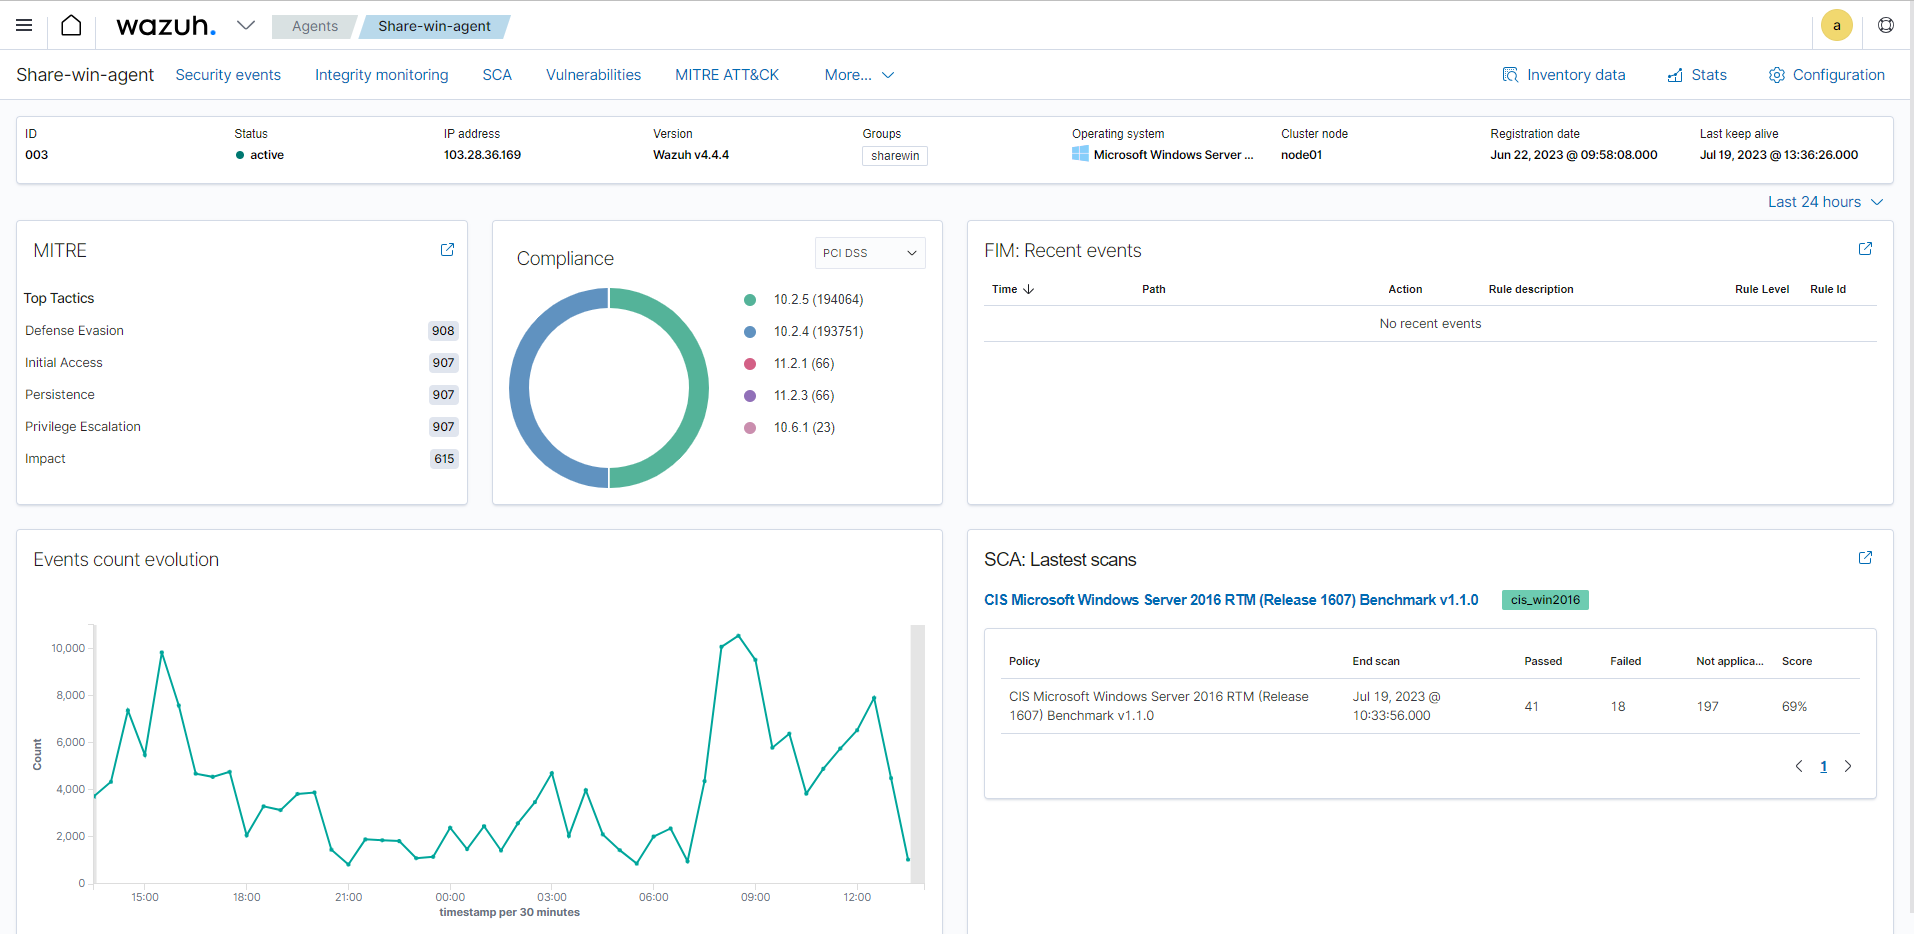 wazuh.
Agents
Share-win-agent
a
Share-win-agent
Security events
Integrity monitoring
SCA
Vulnerabilities
MITRE ATT&CK
More...
Inventory data
Stats
Configuration
ID
003
Status
active
IP address
103.28.36.169
Version
Wazuh v4.4.4
Groups
sharewin
Operating system
Microsoft Windows Server ...
Cluster node
node01
Registration date
Jun 22, 2023 @ 09:58:08.000
Last keep alive
Jul 19, 2023 @ 13:36:26.000
Last 24 hours
MITRE
Top Tactics
Defense Evasion 908
Initial Access 907
Persistence 907
Privilege Escalation 907
Impact 615
Compliance
PCI DSS
10.2.5 (194064)
10.2.4 (193751)
11.2.1 (66)
11.2.3 (66)
10.6.1 (23)
FIM: Recent events
Time Path Action Rule description Rule Level Rule Id
No recent events
Events count evolution
Count
10,000
8,000
6,000
4,000
2,000
0
15:00 18:00 21:00 00:00 03:00 06:00 09:00 12:00
timestamp per 30 minutes
SCA: Lastest scans
CIS Microsoft Windows Server 2016 RTM (Release 1607) Benchmark v1.1.0
cis_win2016
Policy End scan Passed Failed Not applica... Score
CIS Microsoft Windows Server 2016 RTM (Release
1607) Benchmark v1.1.0
Jul 19, 2023 @
10:33:56.000
41 18 197 69%
1